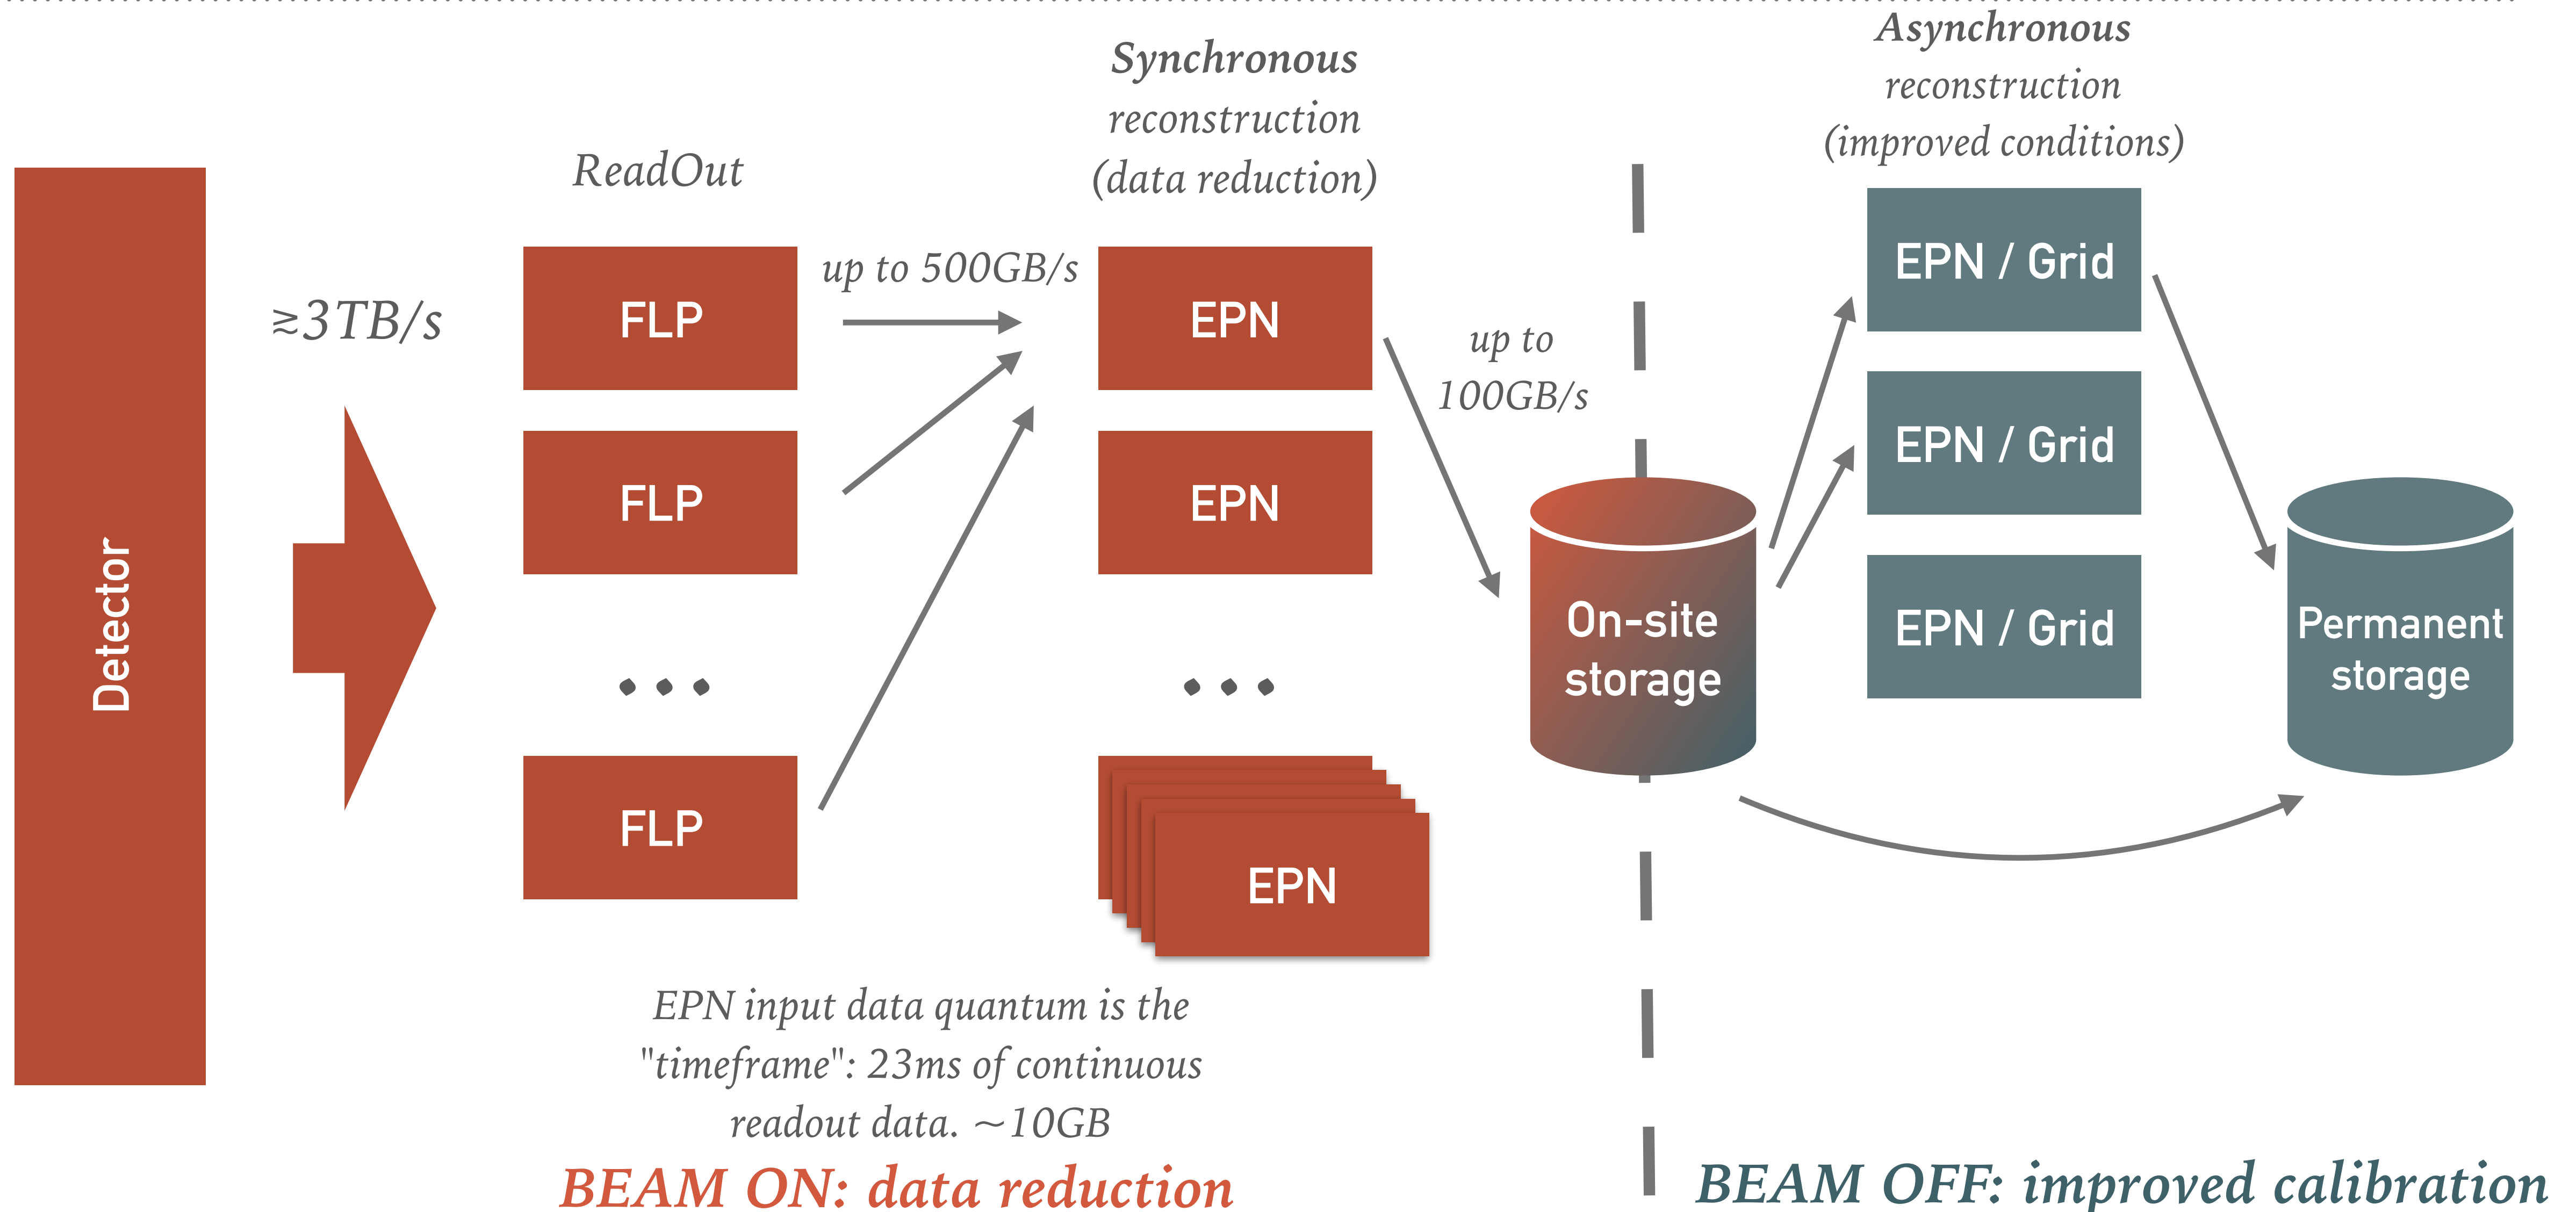 Detector
≳3TB/s
ReadOut
FLP
FLP
...
FLP
up to 500GB/s
Synchronous
reconstruction
(data reduction)
EPN
EPN
...
EPN
EPN input data quantum is the
"timeframe": 23ms of continuous
readout data. ~10GB
BEAM ON: data reduction
up to
100GB/s
On-site
storage
Asynchronous
reconstruction
(improved conditions)
EPN / Grid
EPN / Grid
EPN / Grid
Permanent
storage
BEAM OFF: improved calibration